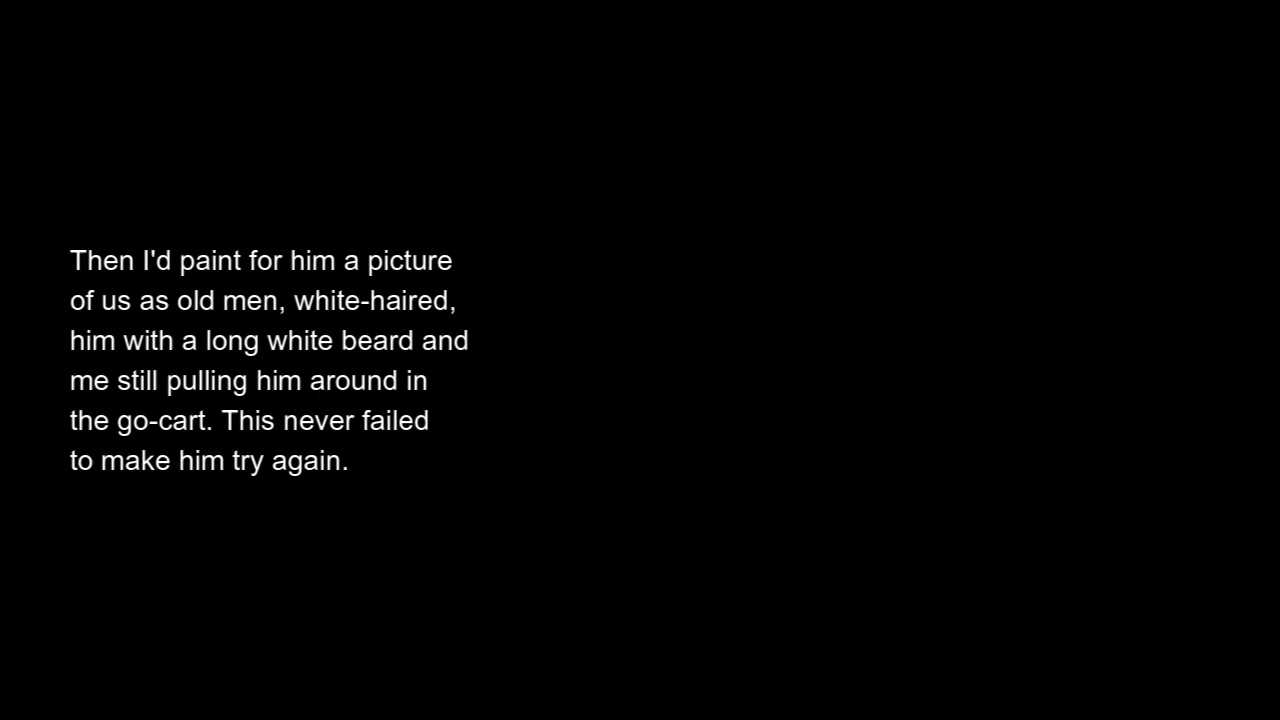 Then I'd paint for him a picture
of us as old men, white-haired,
him with a long white beard and
me still pulling him around in
the go-cart. This never failed
to make him try again.